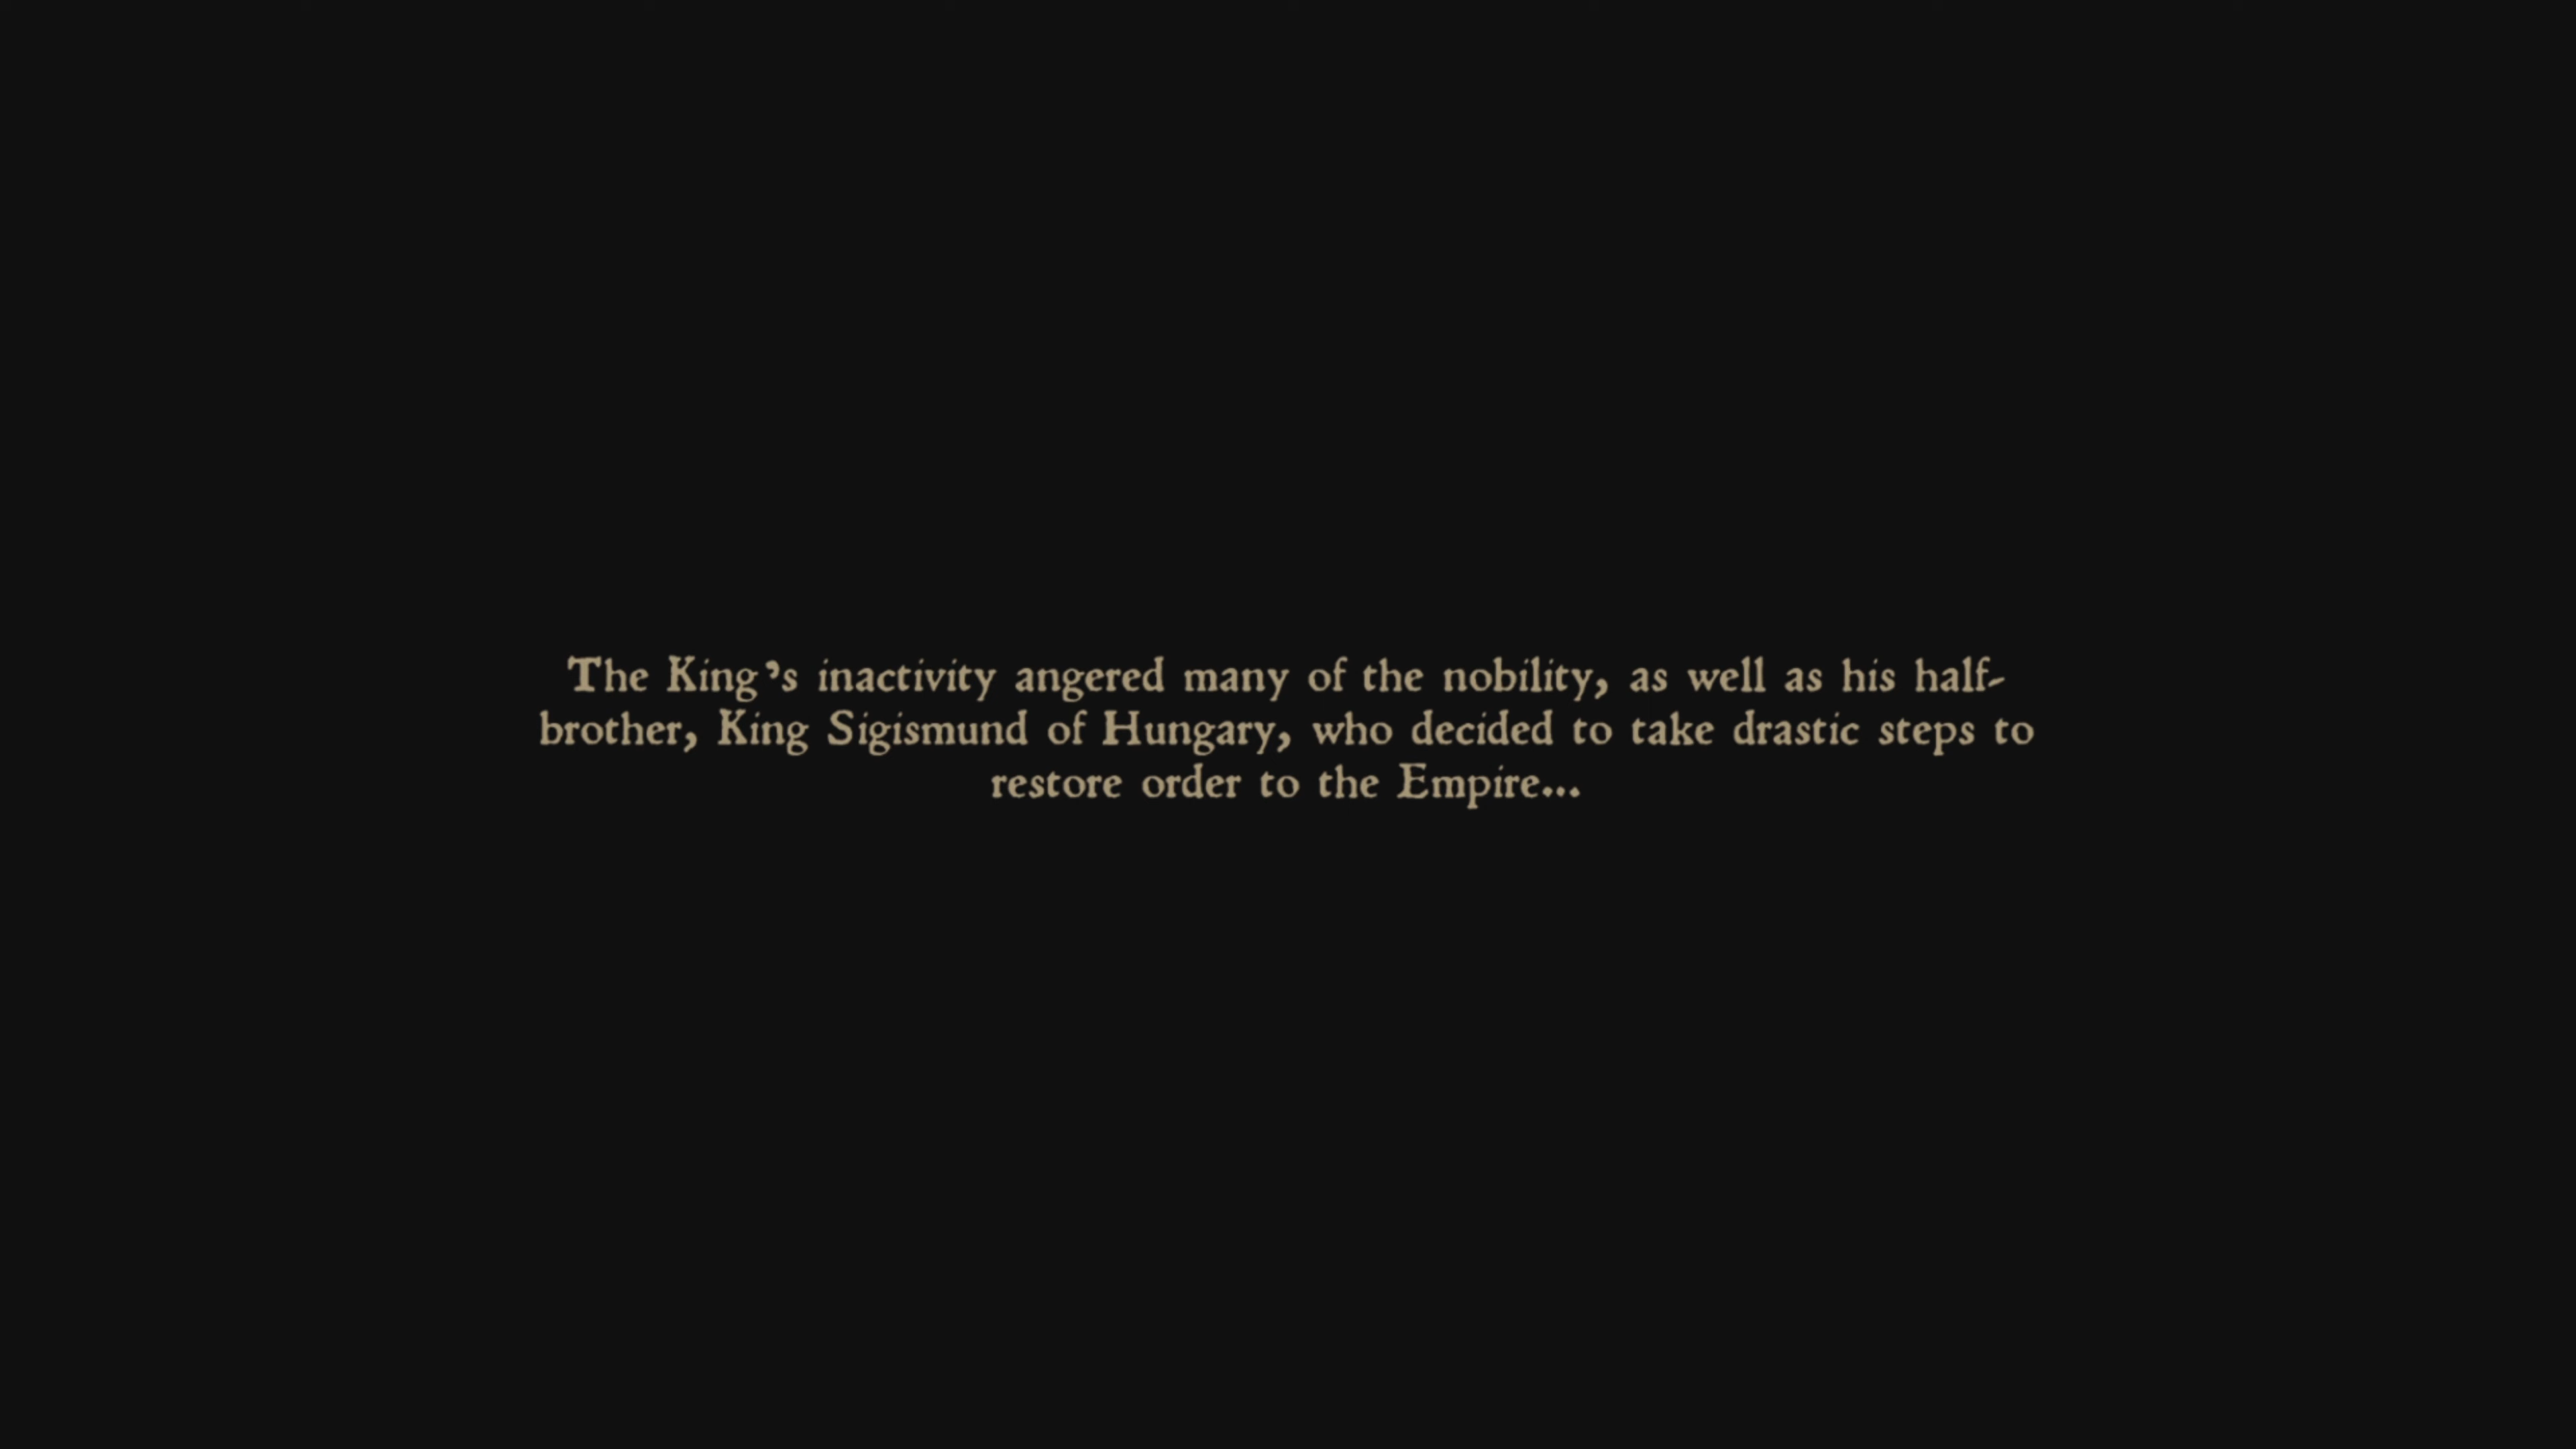 The King's inactivity angered many of the nobility, as well as his half-
brother, King Sigismund of Hungary, who decided to take drastic steps to
restore order to the Empire...